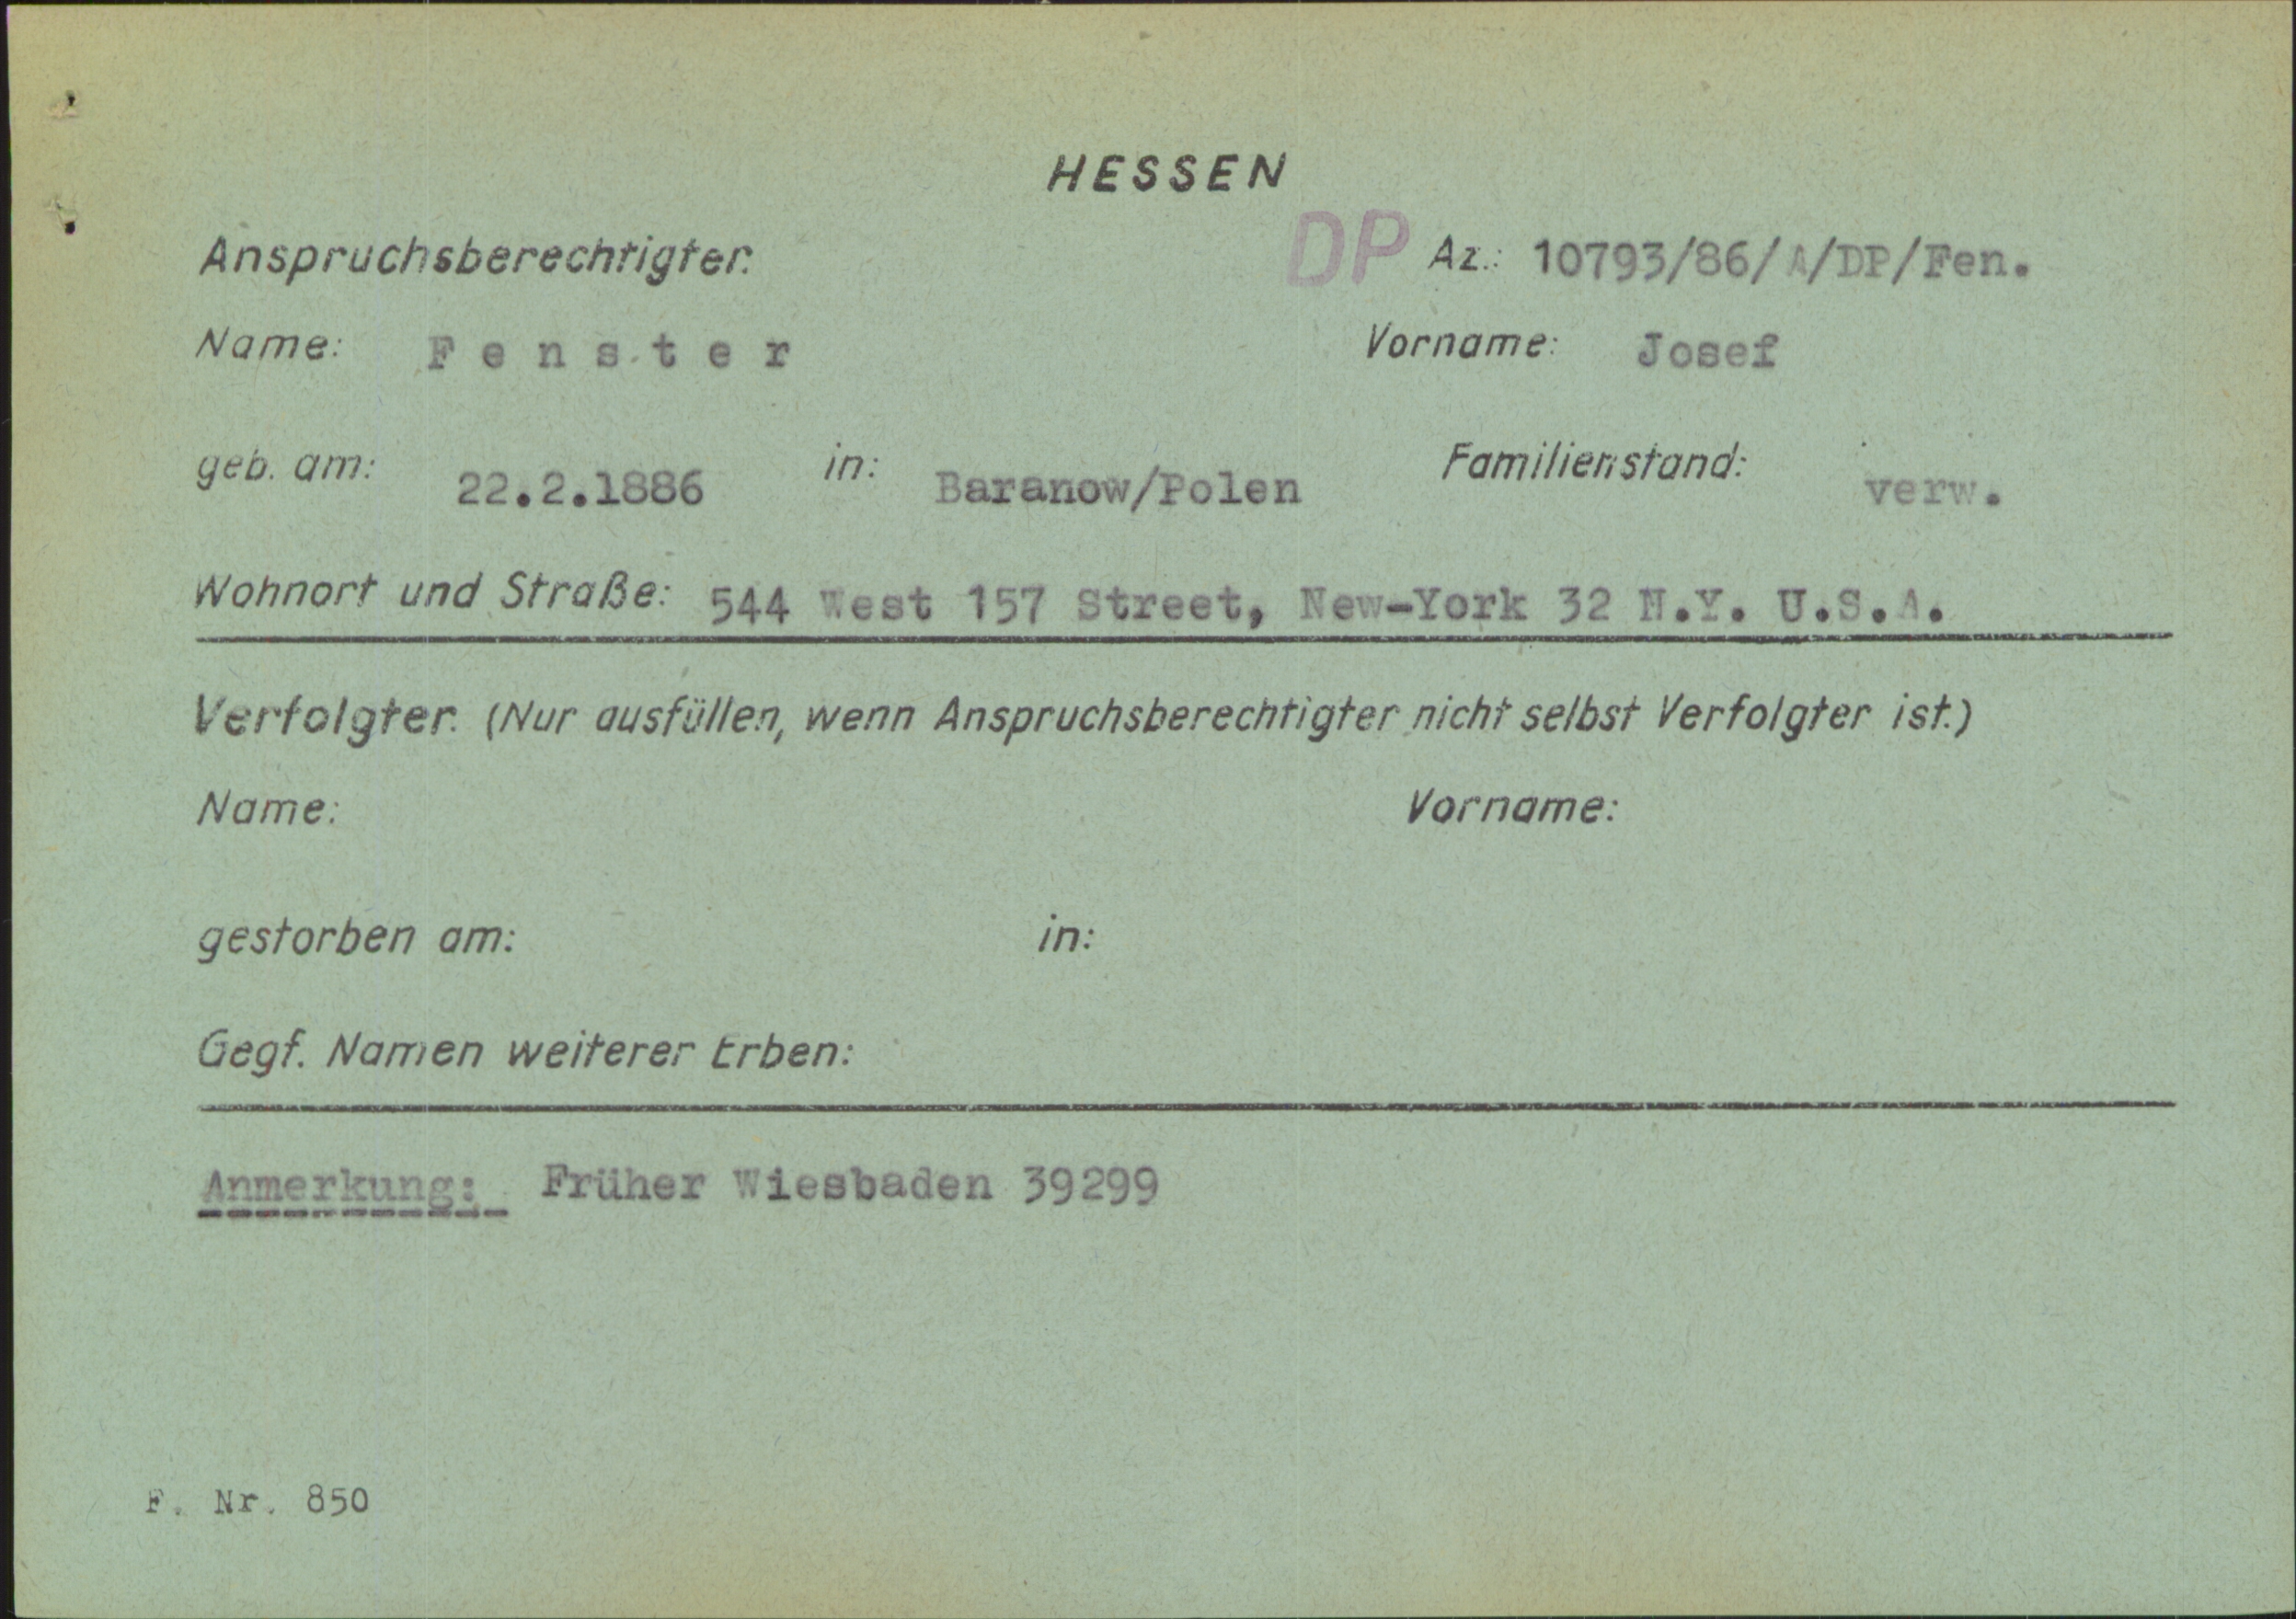 HESSEN
Anspruchsberechtigter: DP Az.: 10793/86/A/DP/Fen.
Name: Fenster Vorname: Josef
geb. am: 22.2.1886 in: Baranow/Polen Familienstand: verw.
Wohnort und Straße: 544 West 157 Street, New-York 32 N.Y. U.S.A.
Verfolgter: (Nur ausfüllen, wenn Anspruchsberechtigter nicht selbst Verfolgter ist.)
Name: Vorname:
gestorben am: in:
Gegf. Namen weiterer Erben:
Anmerkung: Früher Wiesbaden 39299
F. Nr. 850